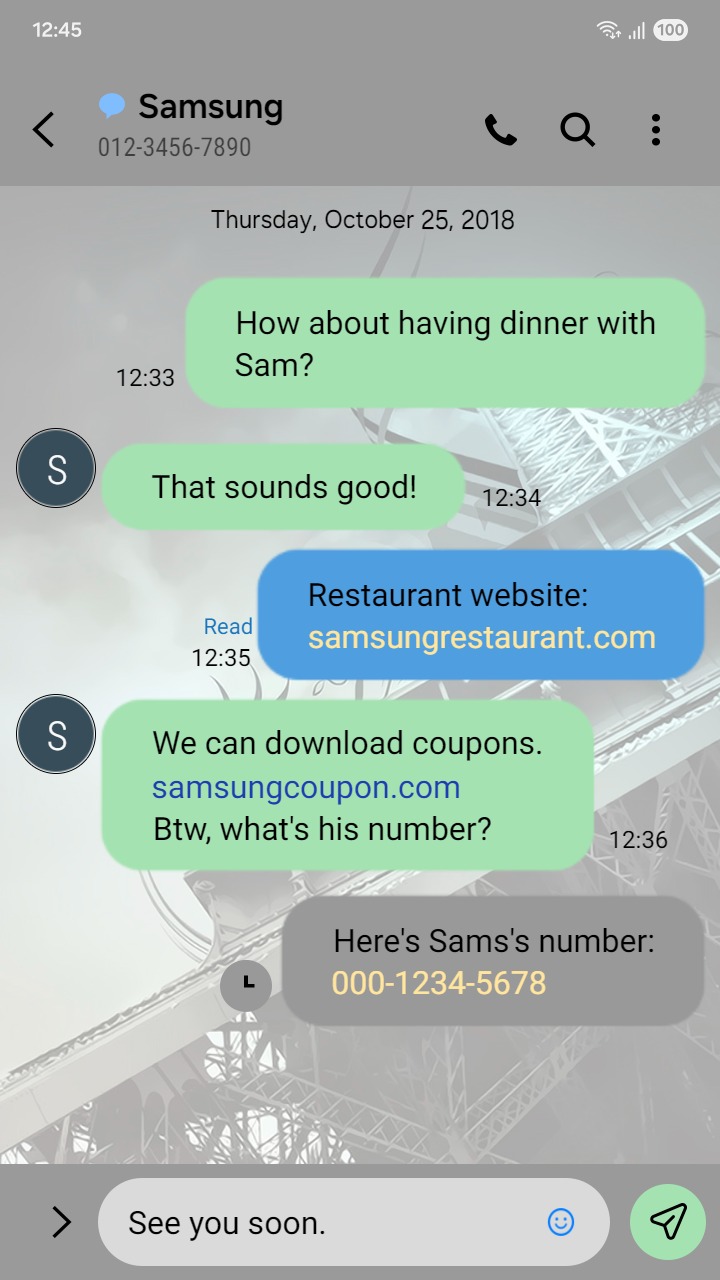 12:45
100
Samsung
012-3456-7890
Thursday, October 25, 2018
How about having dinner with
Sam?
12:33
S
That sounds good!
12:34
Restaurant website:
samsungrestaurant.com
Read
12:35
S
We can download coupons.
samsungcoupon.com
Btw, what's his number?
12:36
Here's Sams's number:
000-1234-5678
See you soon.